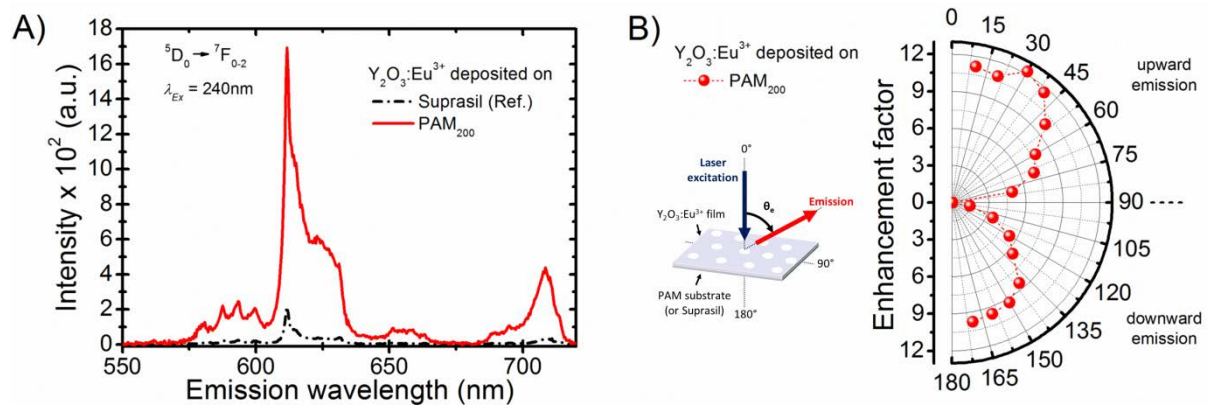 A)
18
16
14
12
10
8
6
4
2
0
Intensity x 10² (a.u.)
⁵D₀ → ⁷F₀₋₂
λEx = 240nm
Y₂O₃:Eu³⁺ deposited on
Suprasil (Ref.)
PAM₂₀₀
550 600 650 700
Emission wavelength (nm)
B)
Y₂O₃:Eu³⁺ deposited on
PAM₂₀₀
0°
Laser
excitation
θe
Emission
Y₂O₃:Eu³⁺ film
90°
PAM substrate
(or Suprasil)
180°
Enhancement factor
12
9
6
3
0
3
6
9
12
0
15
30
45
60
75
90
105
120
135
150
165
180
upward
emission
downward
emission